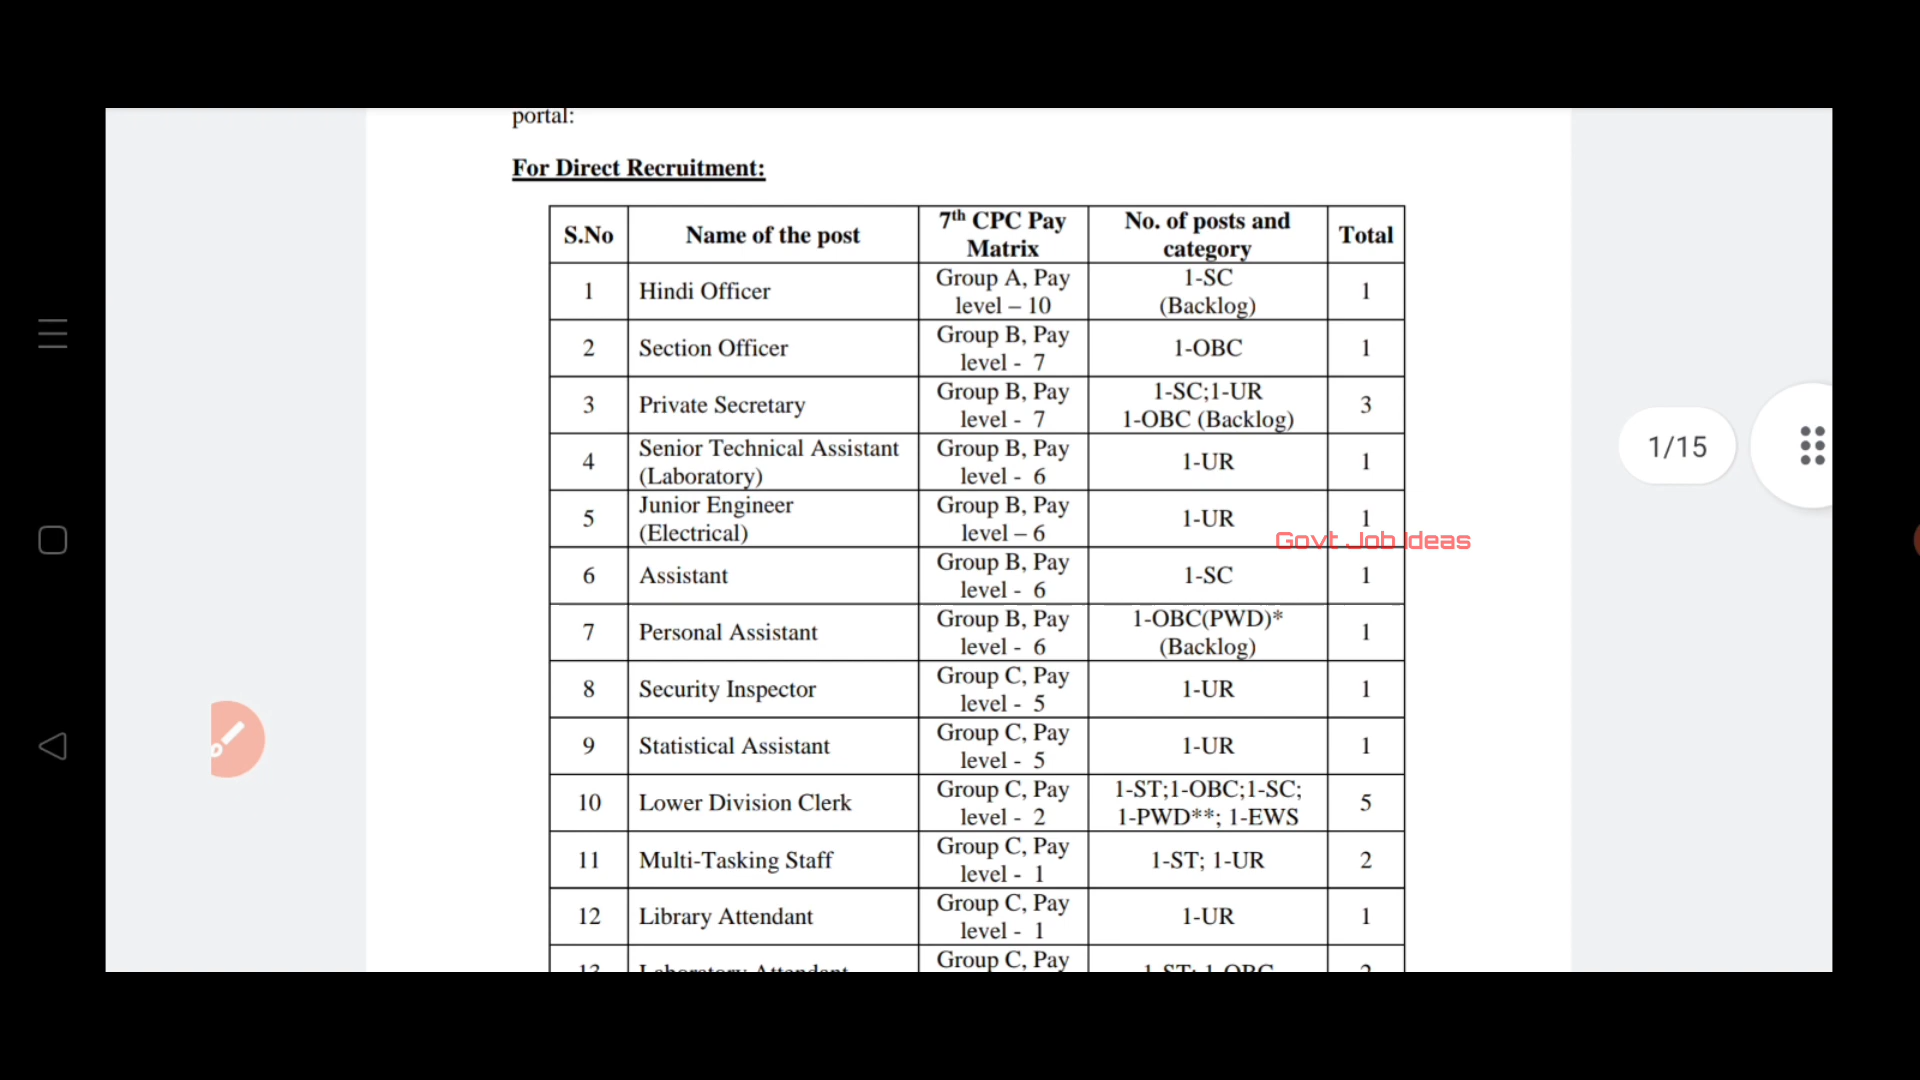 portal:
For Direct Recruitment:
S.No Name of the post 7th CPC Pay Matrix No. of posts and category Total
1 Hindi Officer Group A, Pay level – 10 1-SC (Backlog) 1
2 Section Officer Group B, Pay level - 7 1-OBC 1
3 Private Secretary Group B, Pay level - 7 1-SC;1-UR 1-OBC (Backlog) 3
4 Senior Technical Assistant (Laboratory) Group B, Pay level - 6 1-UR 1
5 Junior Engineer (Electrical) Group B, Pay level – 6 1-UR 1
Govt Job Ideas
6 Assistant Group B, Pay level - 6 1-SC 1
7 Personal Assistant Group B, Pay level - 6 1-OBC(PWD)* (Backlog) 1
8 Security Inspector Group C, Pay level - 5 1-UR 1
9 Statistical Assistant Group C, Pay level - 5 1-UR 1
10 Lower Division Clerk Group C, Pay level - 2 1-ST;1-OBC;1-SC; 1-PWD**; 1-EWS 5
11 Multi-Tasking Staff Group C, Pay level - 1 1-ST; 1-UR 2
12 Library Attendant Group C, Pay level - 1 1-UR 1
13 Laboratory Attendant Group C, Pay 1-ST; 1-OBC 2
1/15